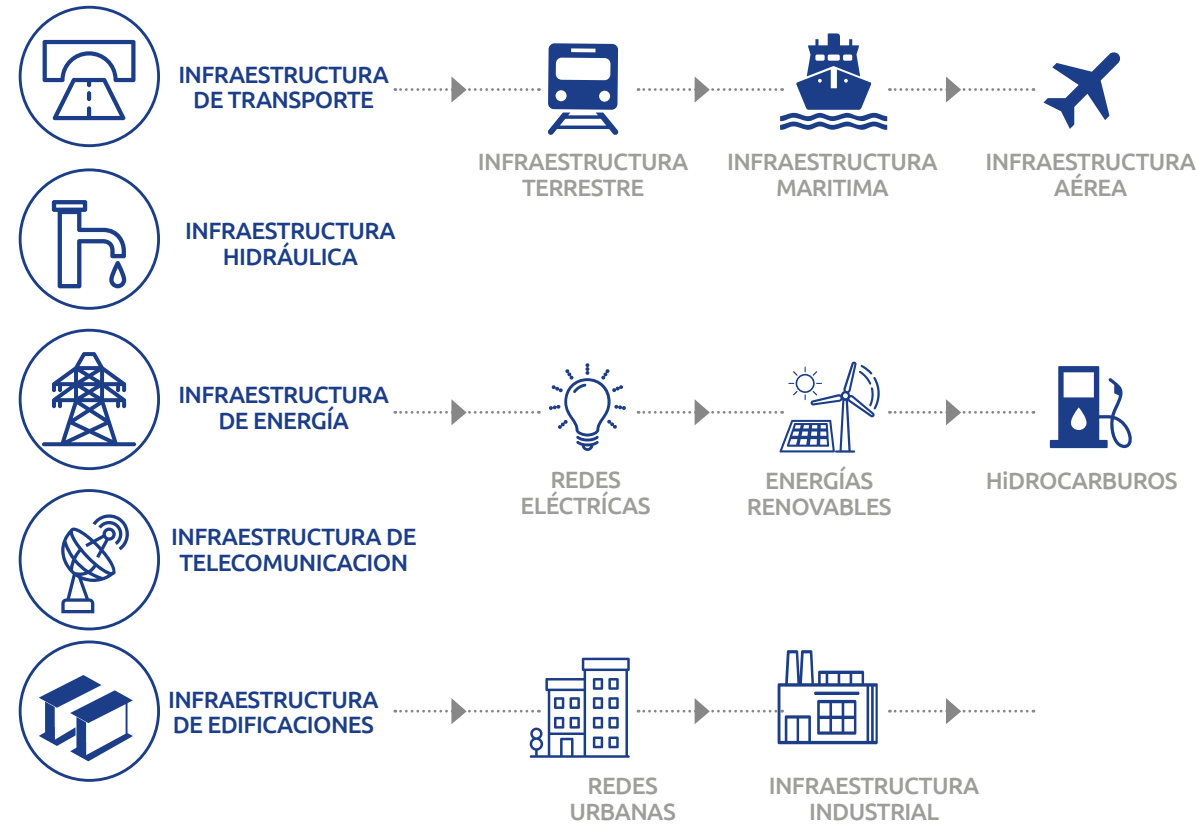 INFRAESTRUCTURA
DE TRANSPORTE
INFRAESTRUCTURA
TERRESTRE
INFRAESTRUCTURA
MARITIMA
INFRAESTRUCTURA
AÉREA
INFRAESTRUCTURA
HIDRÁULICA
INFRAESTRUCTURA
DE ENERGÍA
REDES
ELÉCTRÍCAS
ENERGÍAS
RENOVABLES
HiDROCARBUROS
INFRAESTRUCTURA DE
TELECOMUNICACION
INFRAESTRUCTURA
DE EDIFICACIONES
REDES
URBANAS
INFRAESTRUCTURA
INDUSTRIAL